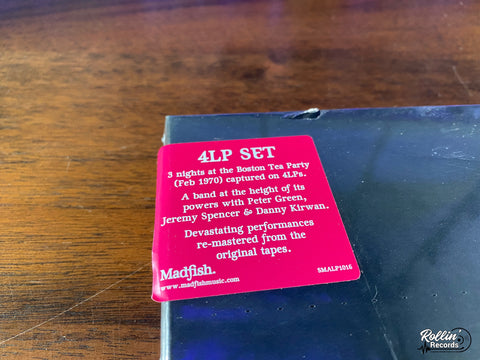 4LP SET
3 nights at the Boston Tea Party
(Feb 1970) captured on 4LPs.
A band at the height of its
powers with Peter Green,
Jeremy Spencer & Danny Kirwan.
Devastating performances
re-mastered from the
original tapes.
Madfish.
www.madfishmusic.com
SMALP1016
Rollin'
Records